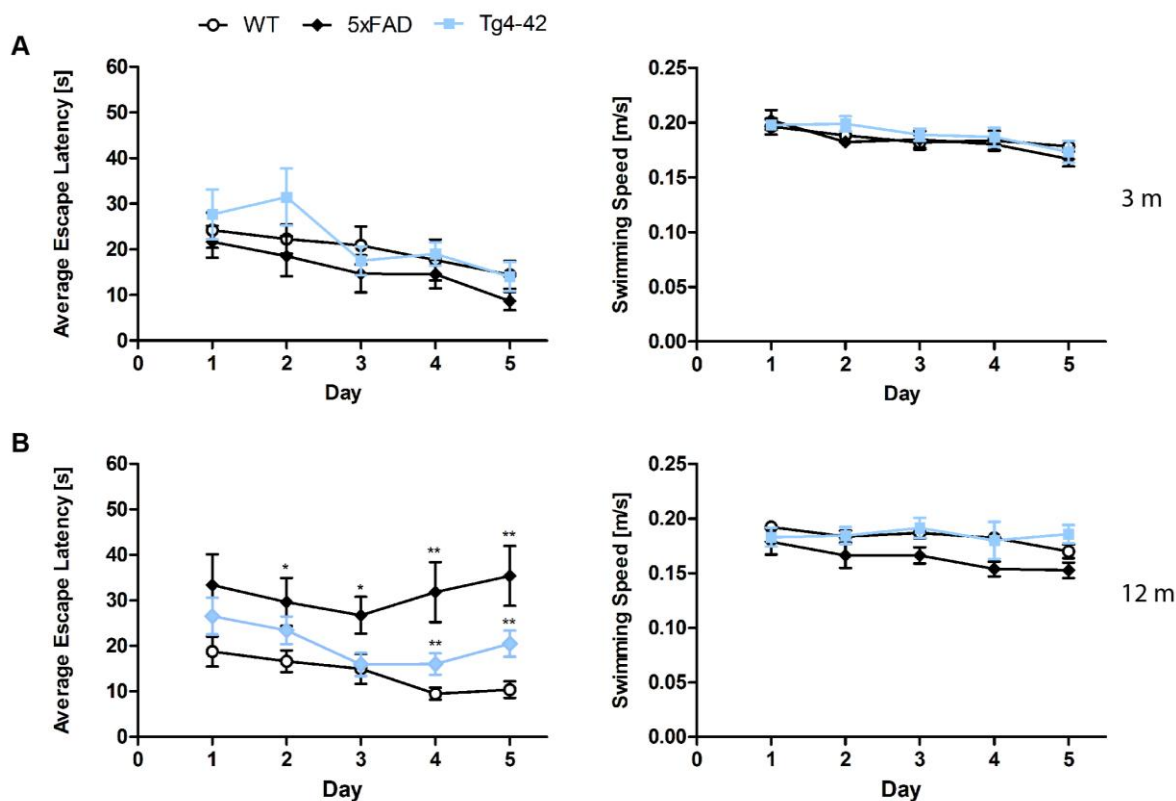 WT 5xFAD Tg4-42
A
Average Escape Latency [s]
60
50
40
30
20
10
0
0 1 2 3 4 5
Day
Swimming Speed [m/s]
0.25
0.20
0.15
0.10
0.05
0.00
0 1 2 3 4 5
Day
3 m
B
Average Escape Latency [s]
60
50
40
30
20
10
0
* * ** **
** **
0 1 2 3 4 5
Day
Swimming Speed [m/s]
0.25
0.20
0.15
0.10
0.05
0.00
0 1 2 3 4 5
Day
12 m